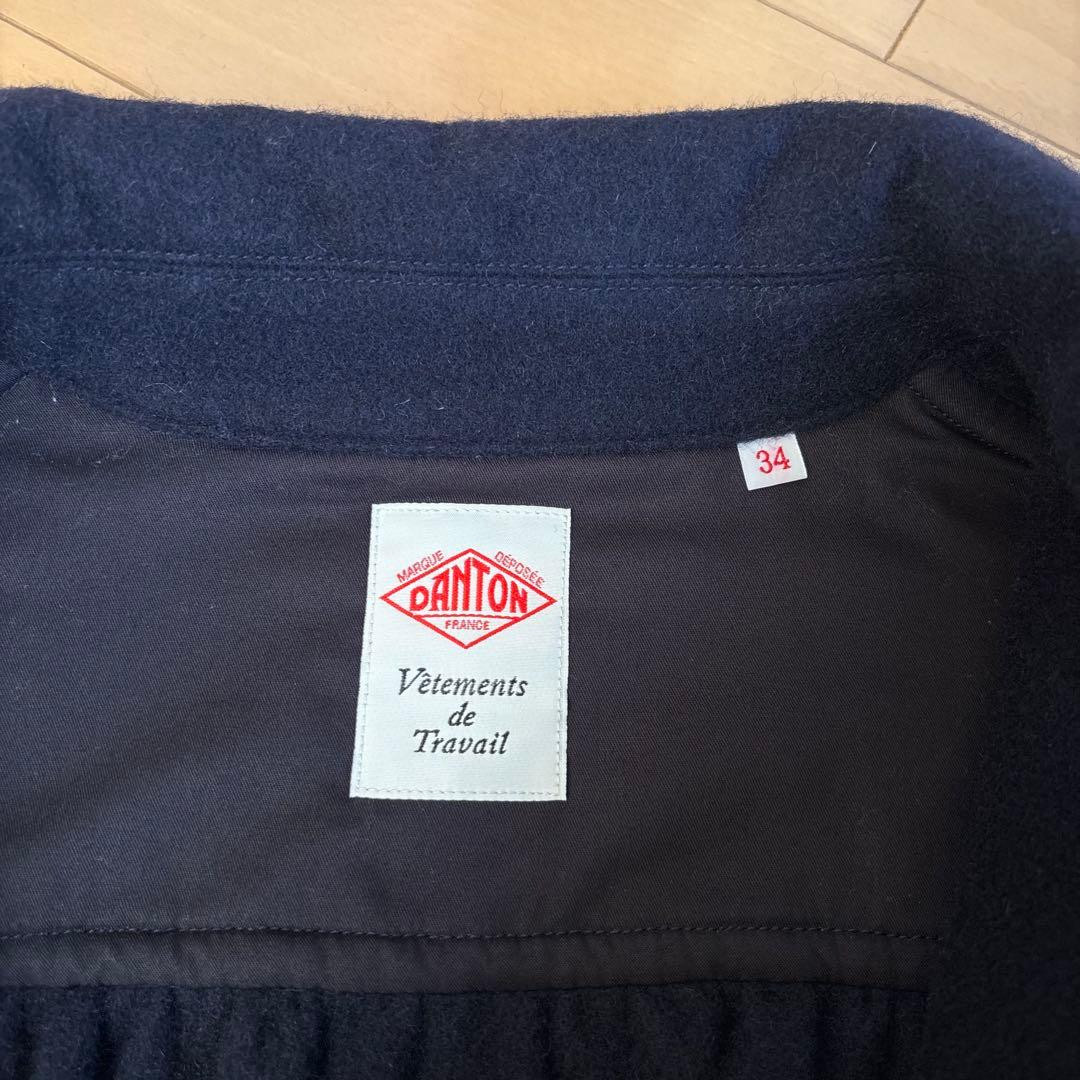 34
MARQUE DÉPOSÉE
DANTON
FRANCE
Vêtements
de
Travail